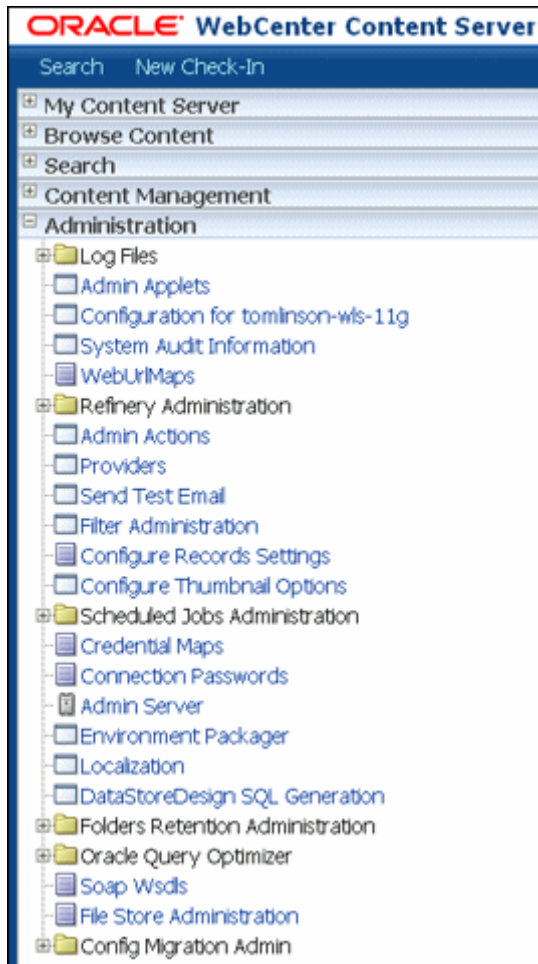 ORACLE WebCenter Content Server
Search New Check-In
My Content Server
Browse Content
Search
Content Management
Administration
Log Files
Admin Applets
Configuration for tomlinson-wls-11g
System Audit Information
WebUrlMaps
Refinery Administration
Admin Actions
Providers
Send Test Email
Filter Administration
Configure Records Settings
Configure Thumbnail Options
Scheduled Jobs Administration
Credential Maps
Connection Passwords
Admin Server
Environment Packager
Localization
DataStoreDesign SQL Generation
Folders Retention Administration
Oracle Query Optimizer
Soap Wsdls
File Store Administration
Config Migration Admin